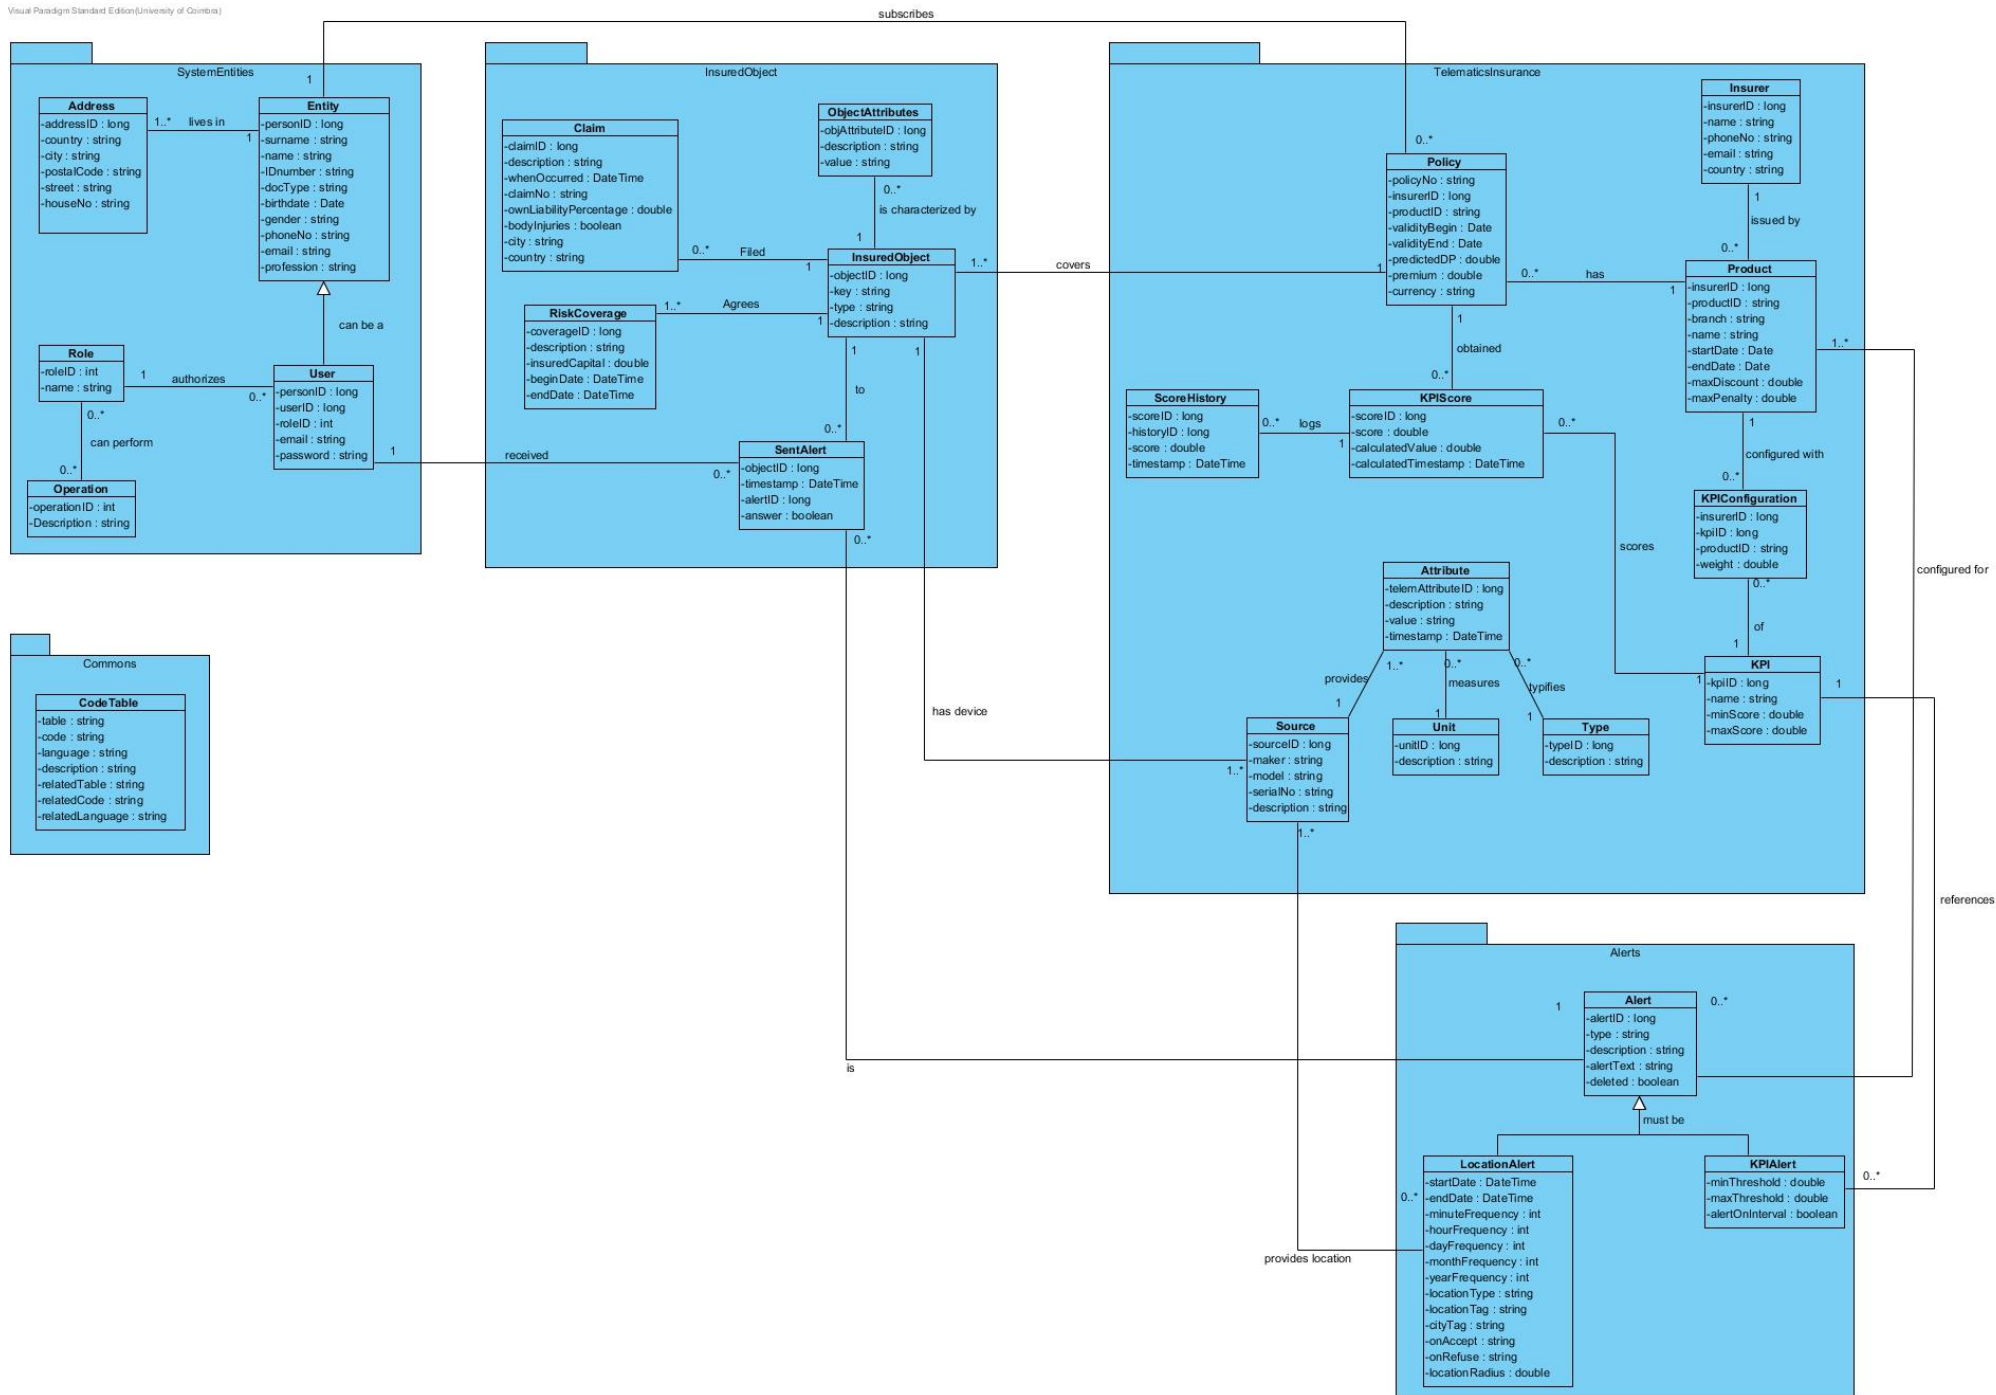 Visual Paradigm Standard Edition(University of Coimbra)
subscribes
SystemEntities
1
Address
-addressID : long
-country : string
-city : string
-postalCode : string
-street : string
-houseNo : string
1..*
lives in
1
Entity
-personID : long
-surname : string
-name : string
-IDnumber : string
-docType : string
-birthdate : Date
-gender : string
-phoneNo : string
-email : string
-profession : string
can be a
Role
-roleID : int
-name : string
1
authorizes
0..*
User
-personID : long
-userID : long
-roleID : int
-email : string
-password : string
0..*
can perform
0..*
Operation
-operationID : int
-Description : string
1
received
0..*
InsuredObject
Claim
-claimID : long
-description : string
-whenOccurred : DateTime
-claimNo : string
-ownLiabilityPercentage : double
-bodyInjuries : boolean
-city : string
-country : string
ObjectAttributes
-objAttributeID : long
-description : string
-value : string
0..*
is characterized by
1
0..*
Filed
1
InsuredObject
-objectID : long
-key : string
-type : string
-description : string
1..*
covers
1
RiskCoverage
-coverageID : long
-description : string
-insuredCapital : double
-beginDate : DateTime
-endDate : DateTime
1..*
Agrees
1
1
to
0..*
1
SentAlert
-objectID : long
-timestamp : DateTime
-alertID : long
-answer : boolean
0..*
has device
1..*
is
TelematicsInsurance
Insurer
-insurerID : long
-name : string
-phoneNo : string
-email : string
-country : string
1
issued by
0..*
0..*
Policy
-policyNo : string
-insurerID : long
-productID : string
-validityBegin : Date
-validityEnd : Date
-predictedDP : double
-premium : double
-currency : string
0..*
has
1
Product
-insurerID : long
-productID : string
-branch : string
-name : string
-startDate : Date
-endDate : Date
-maxDiscount : double
-maxPenalty : double
1..*
1
obtained
0..*
ScoreHistory
-scoreID : long
-historyID : long
-score : double
-timestamp : DateTime
0..*
logs
1
KPIScore
-scoreID : long
-score : double
-calculatedValue : double
-calculatedTimestamp : DateTime
0..*
scores
1
1
configured with
0..*
KPIConfiguration
-insurerID : long
-kpiID : long
-productID : string
-weight : double
0..*
of
1
configured for
Attribute
-telemAttributeID : long
-description : string
-value : string
-timestamp : DateTime
1..*
0..*
0..*
provides
measures
typifies
1
1
1
Source
-sourceID : long
-maker : string
-model : string
-serialNo : string
-description : string
1..*
Unit
-unitID : long
-description : string
Type
-typeID : long
-description : string
KPI
-kpiID : long
-name : string
-minScore : double
-maxScore : double
1
references
Commons
CodeTable
-table : string
-code : string
-language : string
-description : string
-relatedTable : string
-relatedCode : string
-relatedLanguage : string
Alerts
1
Alert
-alertID : long
-type : string
-description : string
-alertText : string
-deleted : boolean
0..*
must be
LocationAlert
-startDate : DateTime
-endDate : DateTime
-minuteFrequency : int
-hourFrequency : int
-dayFrequency : int
-monthFrequency : int
-yearFrequency : int
-locationType : string
-locationTag : string
-cityTag : string
-onAccept : string
-onRefuse : string
-locationRadius : double
0..*
provides location
KPIAlert
-minThreshold : double
-maxThreshold : double
-alertOnInterval : boolean
0..*